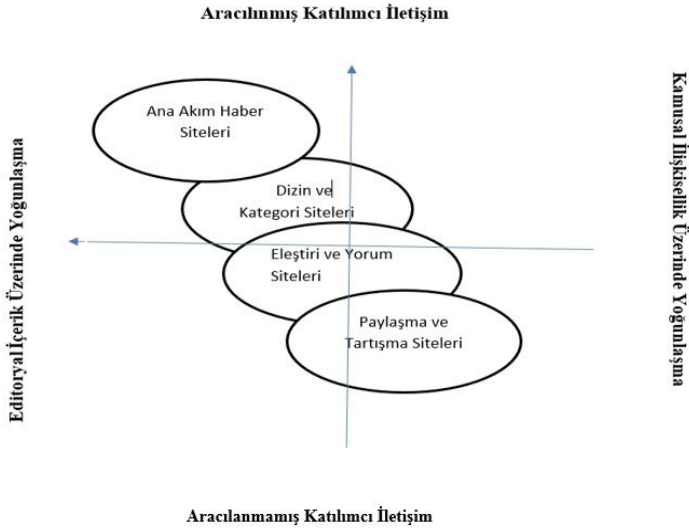 Aracılınmış Katılımcı İletişim
Ana Akım Haber
Siteleri
Dizin ve
Kategori Siteleri
Eleştiri ve Yorum
Siteleri
Paylaşma ve
Tartışma Siteleri
Editoryal İçerik Üzerinde Yoğunlaşma
Kamusal İlişkisellik Üzerinde Yoğunlaşma
Aracılanmamış Katılımcı İletişim